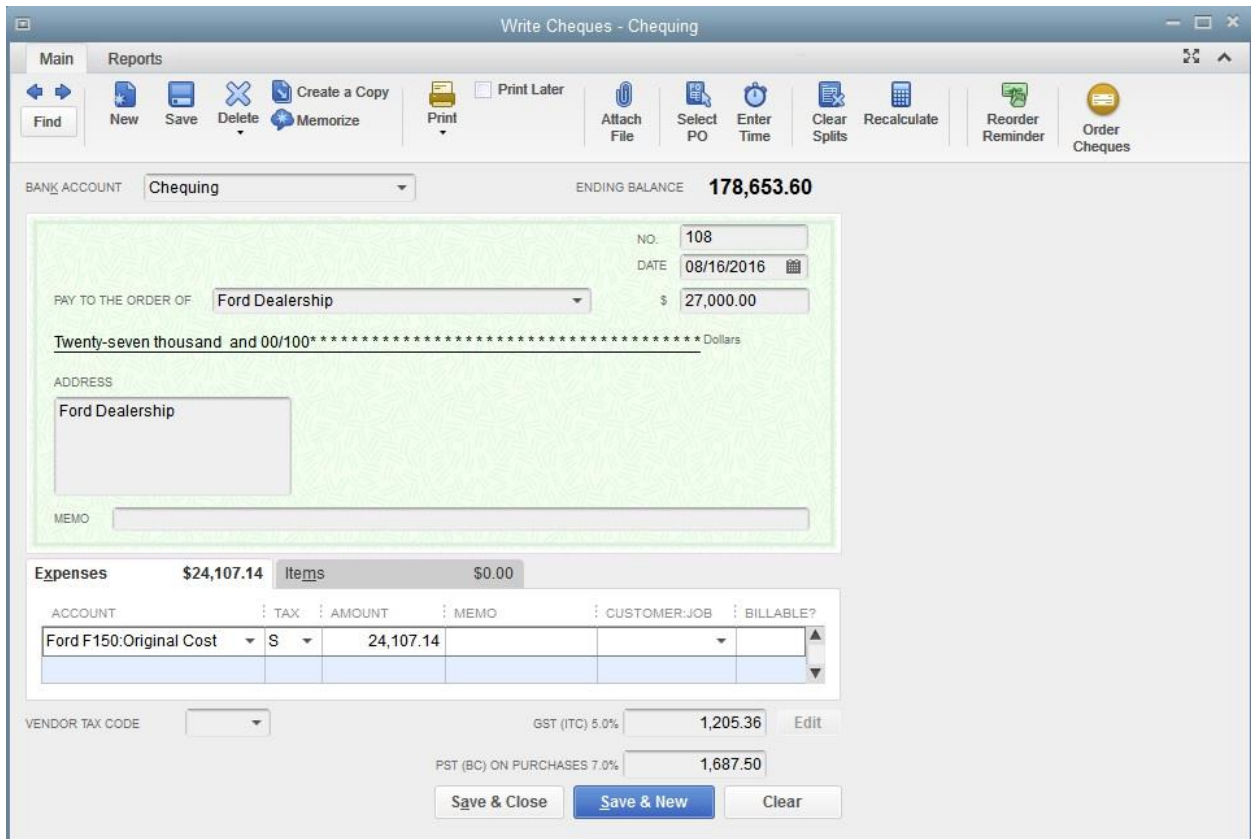 Write Cheques - Chequing
Main Reports
Find New Save Delete Create a Copy Memorize Print Print Later Attach File Select PO Enter Time Clear Splits Recalculate Reorder Reminder Order Cheques
BANK ACCOUNT Chequing ENDING BALANCE 178,653.60
NO. 108
DATE 08/16/2016
PAY TO THE ORDER OF Ford Dealership $ 27,000.00
Twenty-seven thousand and 00/100* * * * * * * * * * * * * * * * * * * * * * * * * * * * * * * * * * * * * * Dollars
ADDRESS
Ford Dealership
MEMO
Expenses $24,107.14 Items $0.00
ACCOUNT TAX AMOUNT MEMO CUSTOMER:JOB BILLABLE?
Ford F150:Original Cost S 24,107.14
VENDOR TAX CODE GST (ITC) 5.0% 1,205.36 Edit
PST (BC) ON PURCHASES 7.0% 1,687.50
Save & Close Save & New Clear